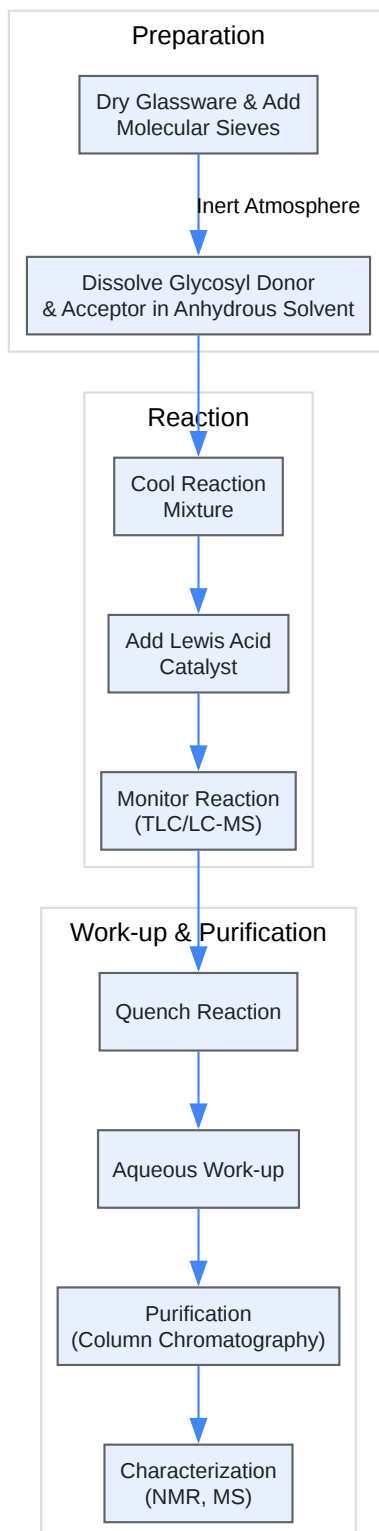 Preparation
Dry Glassware & Add
Molecular Sieves
Inert Atmosphere
Dissolve Glycosyl Donor
& Acceptor in Anhydrous Solvent
Reaction
Cool Reaction
Mixture
Add Lewis Acid
Catalyst
Monitor Reaction
(TLC/LC-MS)
Work-up & Purification
Quench Reaction
Aqueous Work-up
Purification
(Column Chromatography)
Characterization
(NMR, MS)